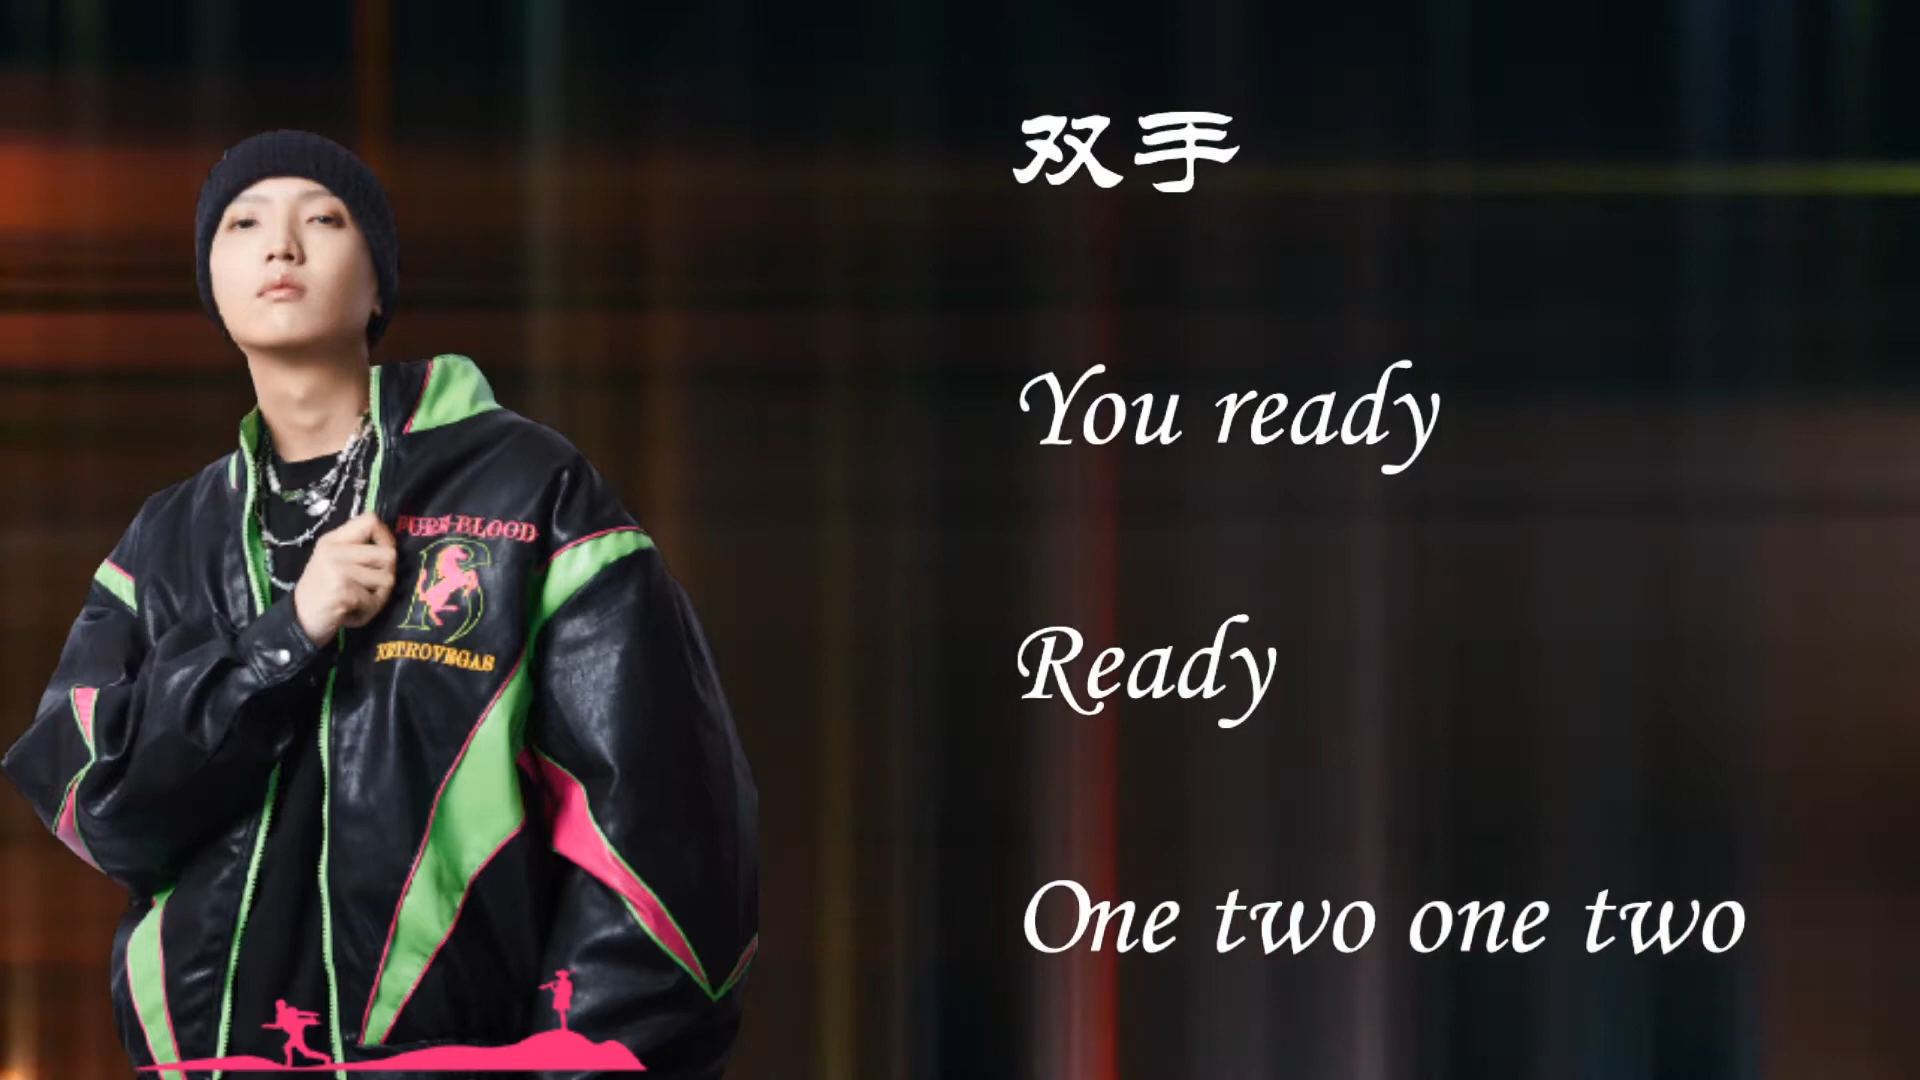 双手
You ready
PURE BLOOD
Ready
RETROVEGAS
One two one two